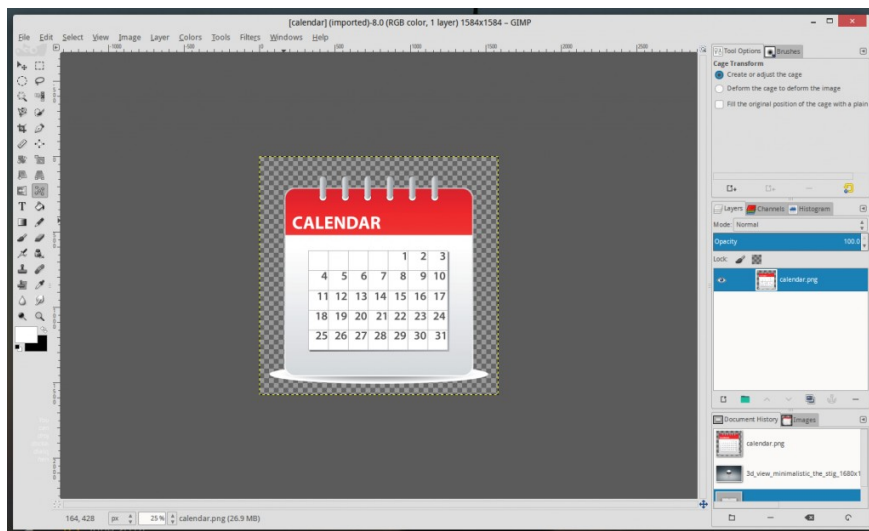 [calendar] (imported)-8.0 (RGB color, 1 layer) 1584x1584 – GIMP
File Edit Select View Image Layer Colors Tools Filters Windows Help
Tool Options Brushes
Cage Transform
Create or adjust the cage
Deform the cage to deform the image
Fill the original position of the cage with a plain
CALENDAR
1 2 3
4 5 6 7 8 9 10
11 12 13 14 15 16 17
18 19 20 21 22 23 24
25 26 27 28 29 30 31
Layers Channels Histogram
Mode: Normal
Opacity 100.0
Lock:
calendar.png
Document History Images
calendar.png
3d_view_minimalistic_the_stig_1680x1
164, 428 px 25% calendar.png (26.9 MB)